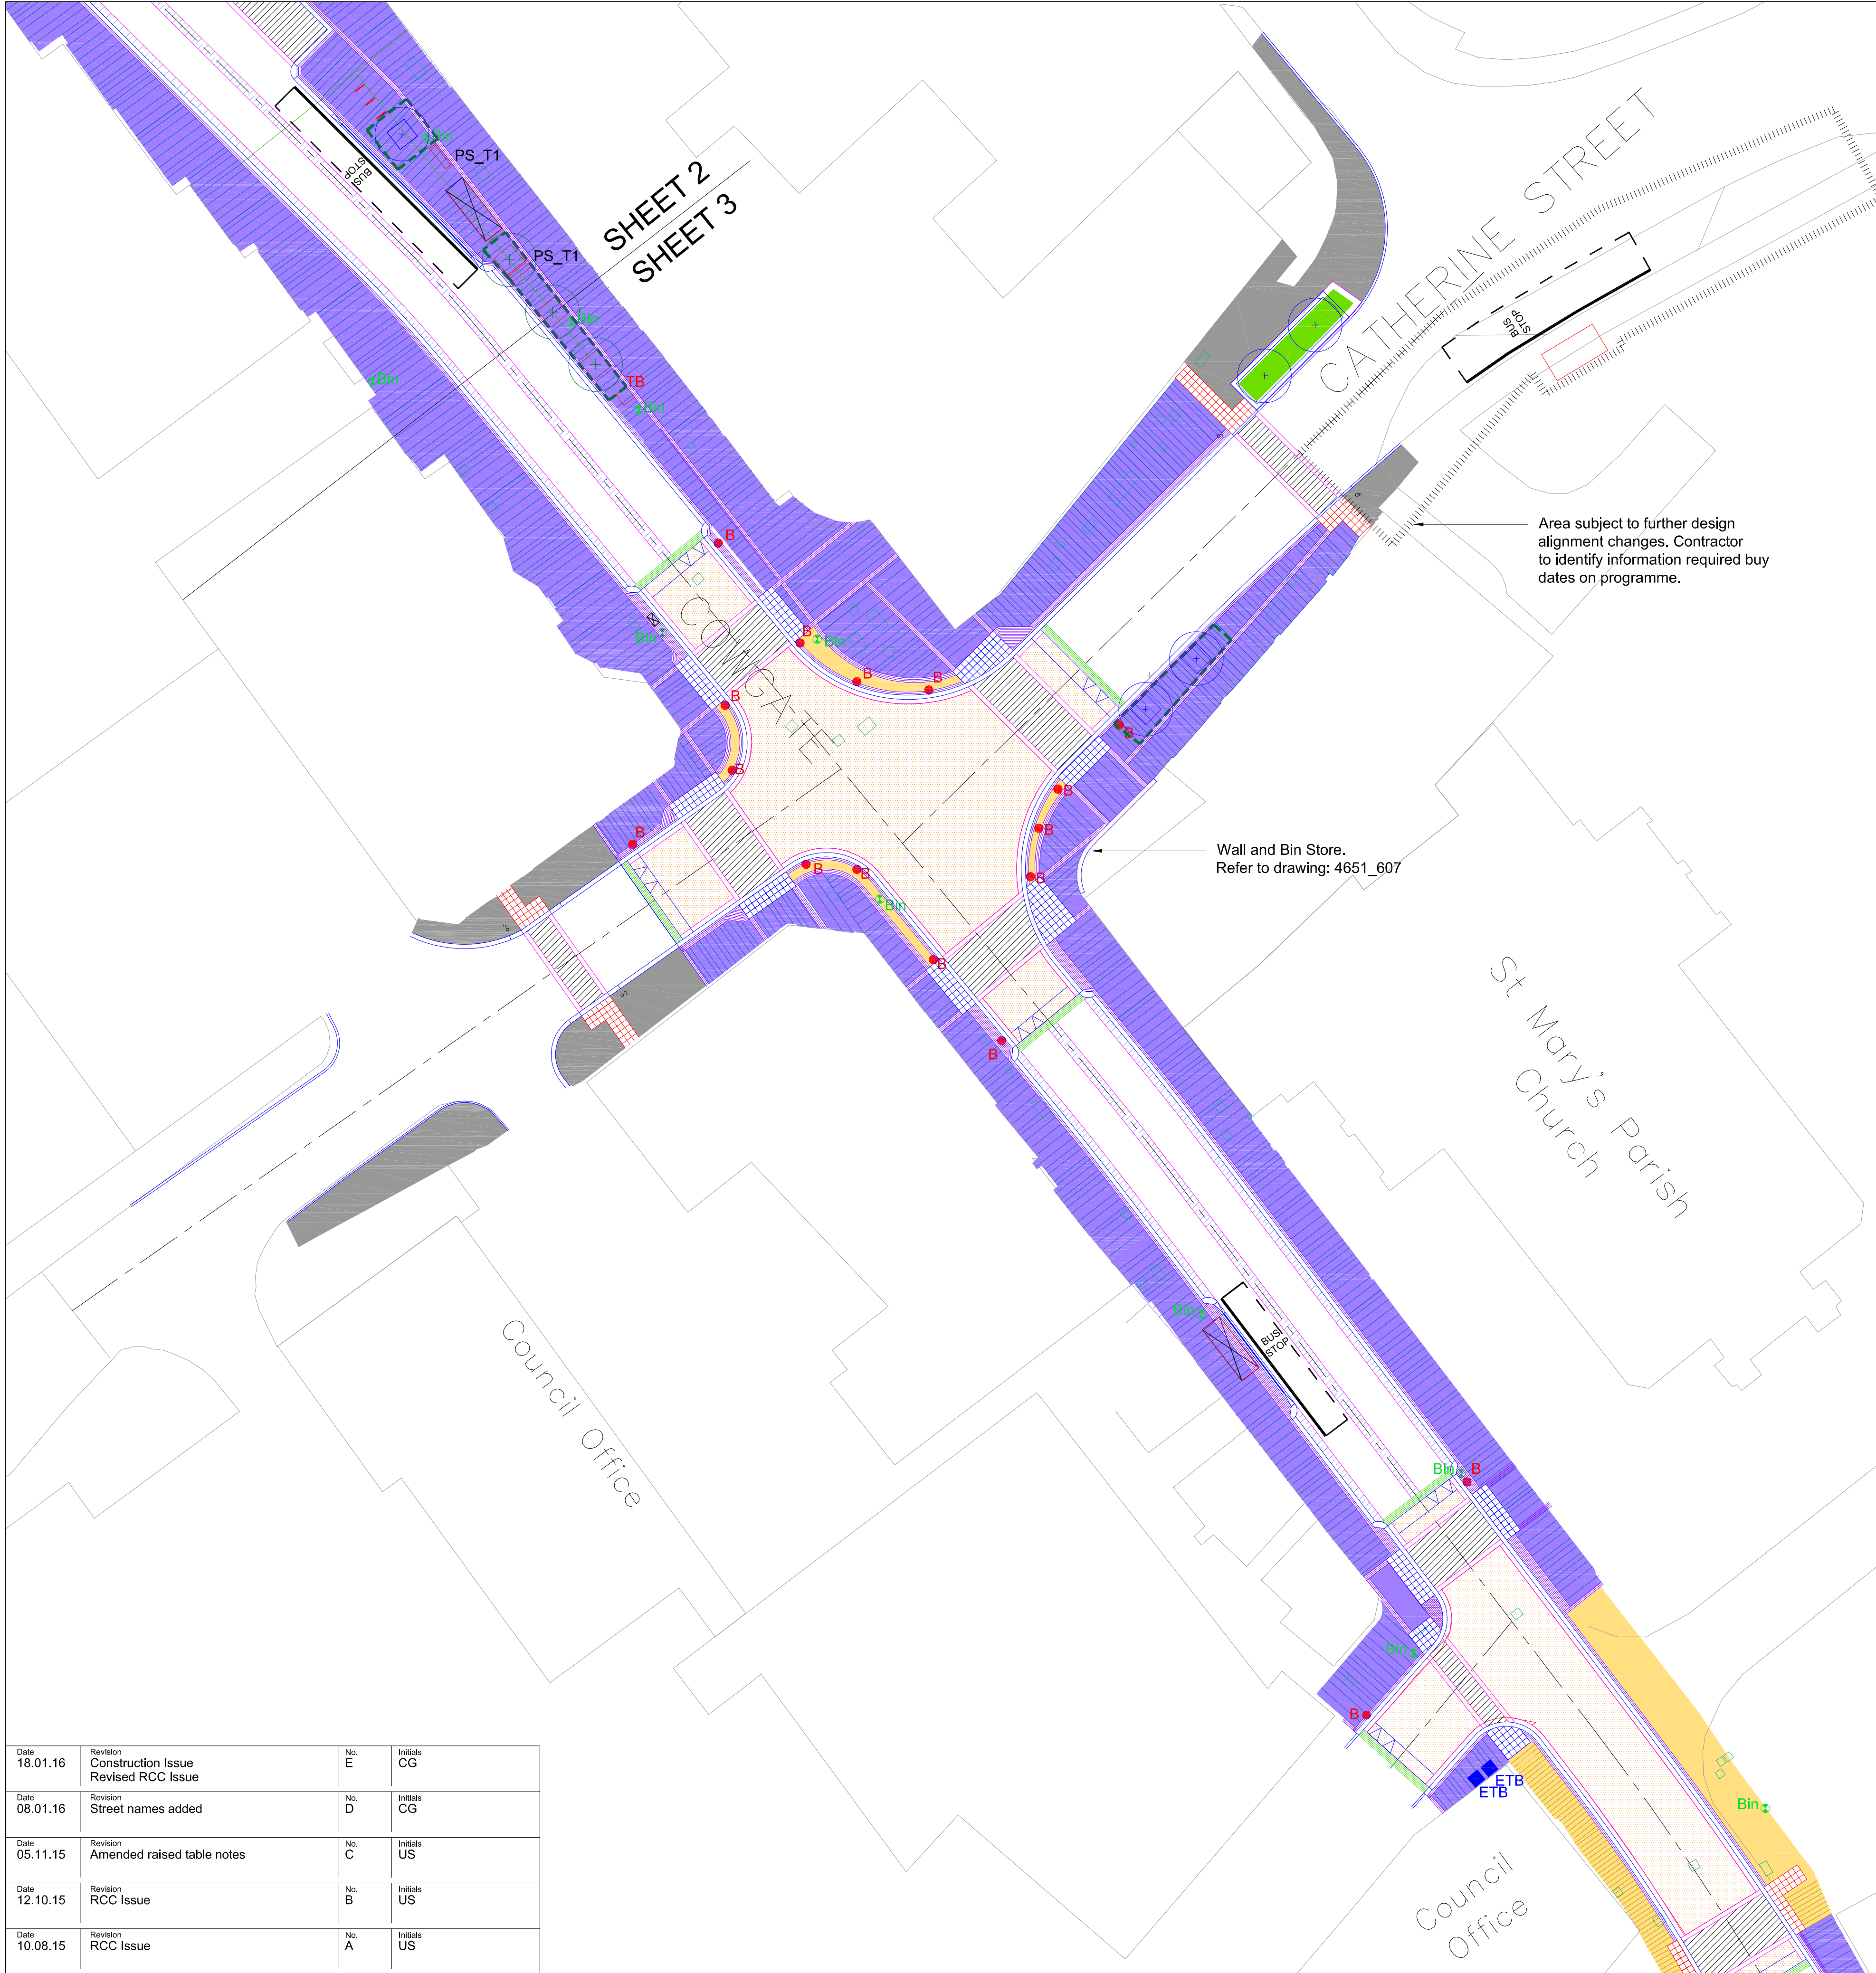 BUS
STOP
Bin
PS_T1
SHEET 2
SHEET 3
PS_T1
Bin
Bin
TB
Bin
CATHERINE STREET
BUS
STOP
Area subject to further design
alignment changes. Contractor
to identify information required buy
dates on programme.
B
COWGATE
Bin
B
Bin
B
B
B
B
B
B
B
B
B
Wall and Bin Store.
Refer to drawing: 4651_607
B
B
Bin
B
B
St Mary's Parish
Church
Council Office
Bin
BUS
STOP
Bin
B
Bin
B
ETB
ETB
Bin
Council
Office
Date
Revision
No.
Initials
18.01.16
Construction Issue
E
CG
Revised RCC Issue
Date
Revision
No.
Initials
08.01.16
Street names added
D
CG
Date
Revision
No.
Initials
05.11.15
Amended raised table notes
C
US
Date
Revision
No.
Initials
12.10.15
RCC Issue
B
US
Date
Revision
No.
Initials
10.08.15
RCC Issue
A
US